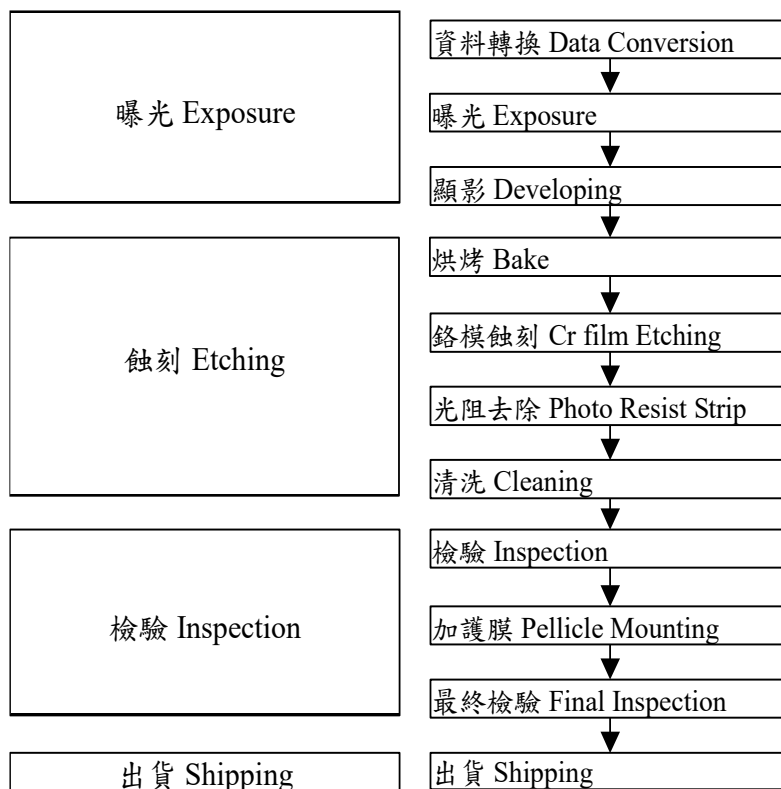 曝光 Exposure
蝕刻 Etching
檢驗 Inspection
出貨 Shipping
資料轉換 Data Conversion
曝光 Exposure
顯影 Developing
烘烤 Bake
鉻模蝕刻 Cr film Etching
光阻去除 Photo Resist Strip
清洗 Cleaning
檢驗 Inspection
加護膜 Pellicle Mounting
最終檢驗 Final Inspection
出貨 Shipping